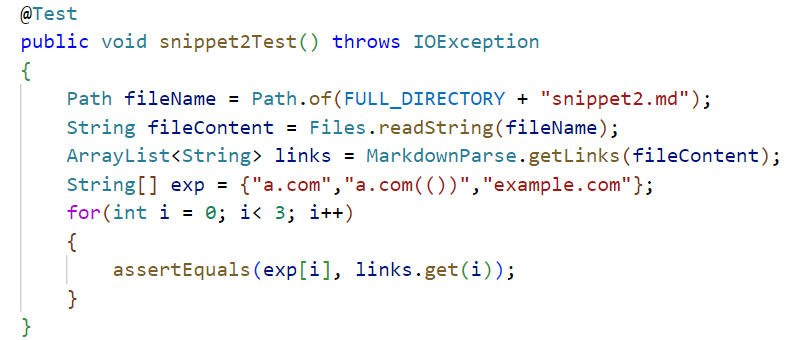 @Test
public void snippet2Test() throws IOException
{
    Path fileName = Path.of(FULL_DIRECTORY + "snippet2.md");
    String fileContent = Files.readString(fileName);
    ArrayList<String> links = MarkdownParse.getLinks(fileContent);
    String[] exp = {"a.com","a.com(())","example.com"};
    for(int i = 0; i< 3; i++)
    {
        assertEquals(exp[i], links.get(i));
    }
}